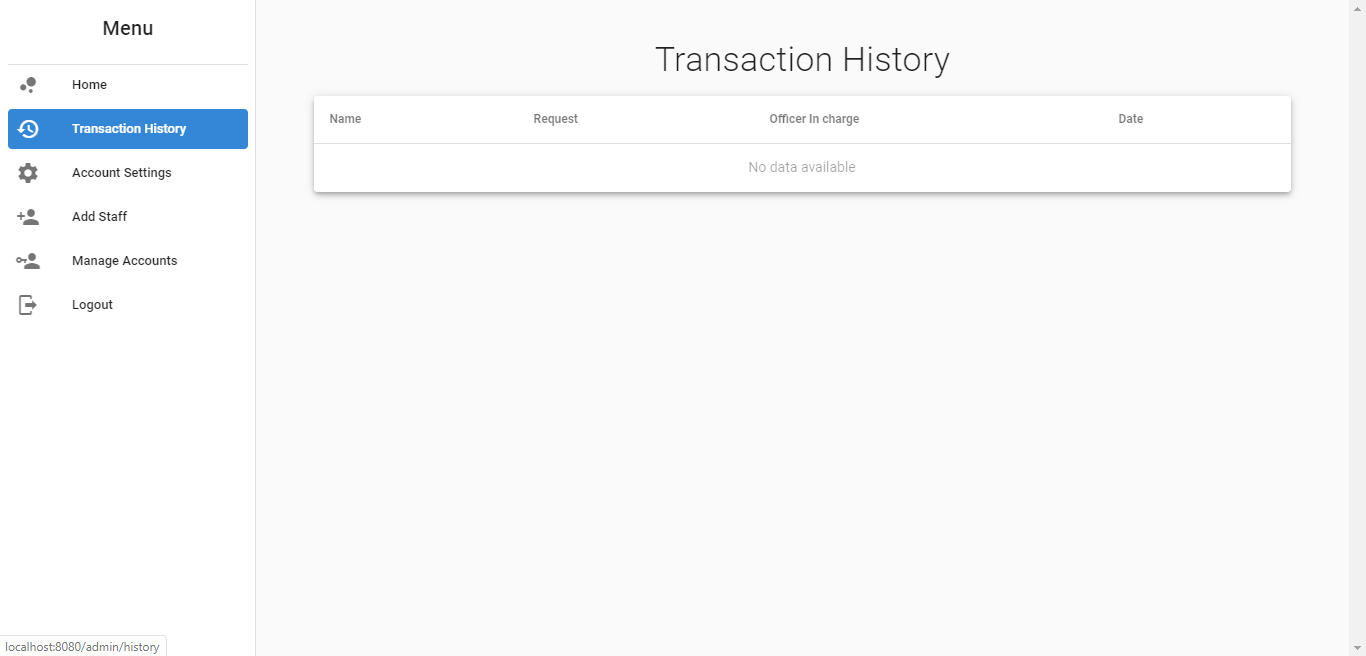 Menu
Home
Transaction History
Account Settings
Add Staff
Manage Accounts
Logout
Transaction History
Name Request Officer In charge Date
No data available
localhost:8080/admin/history